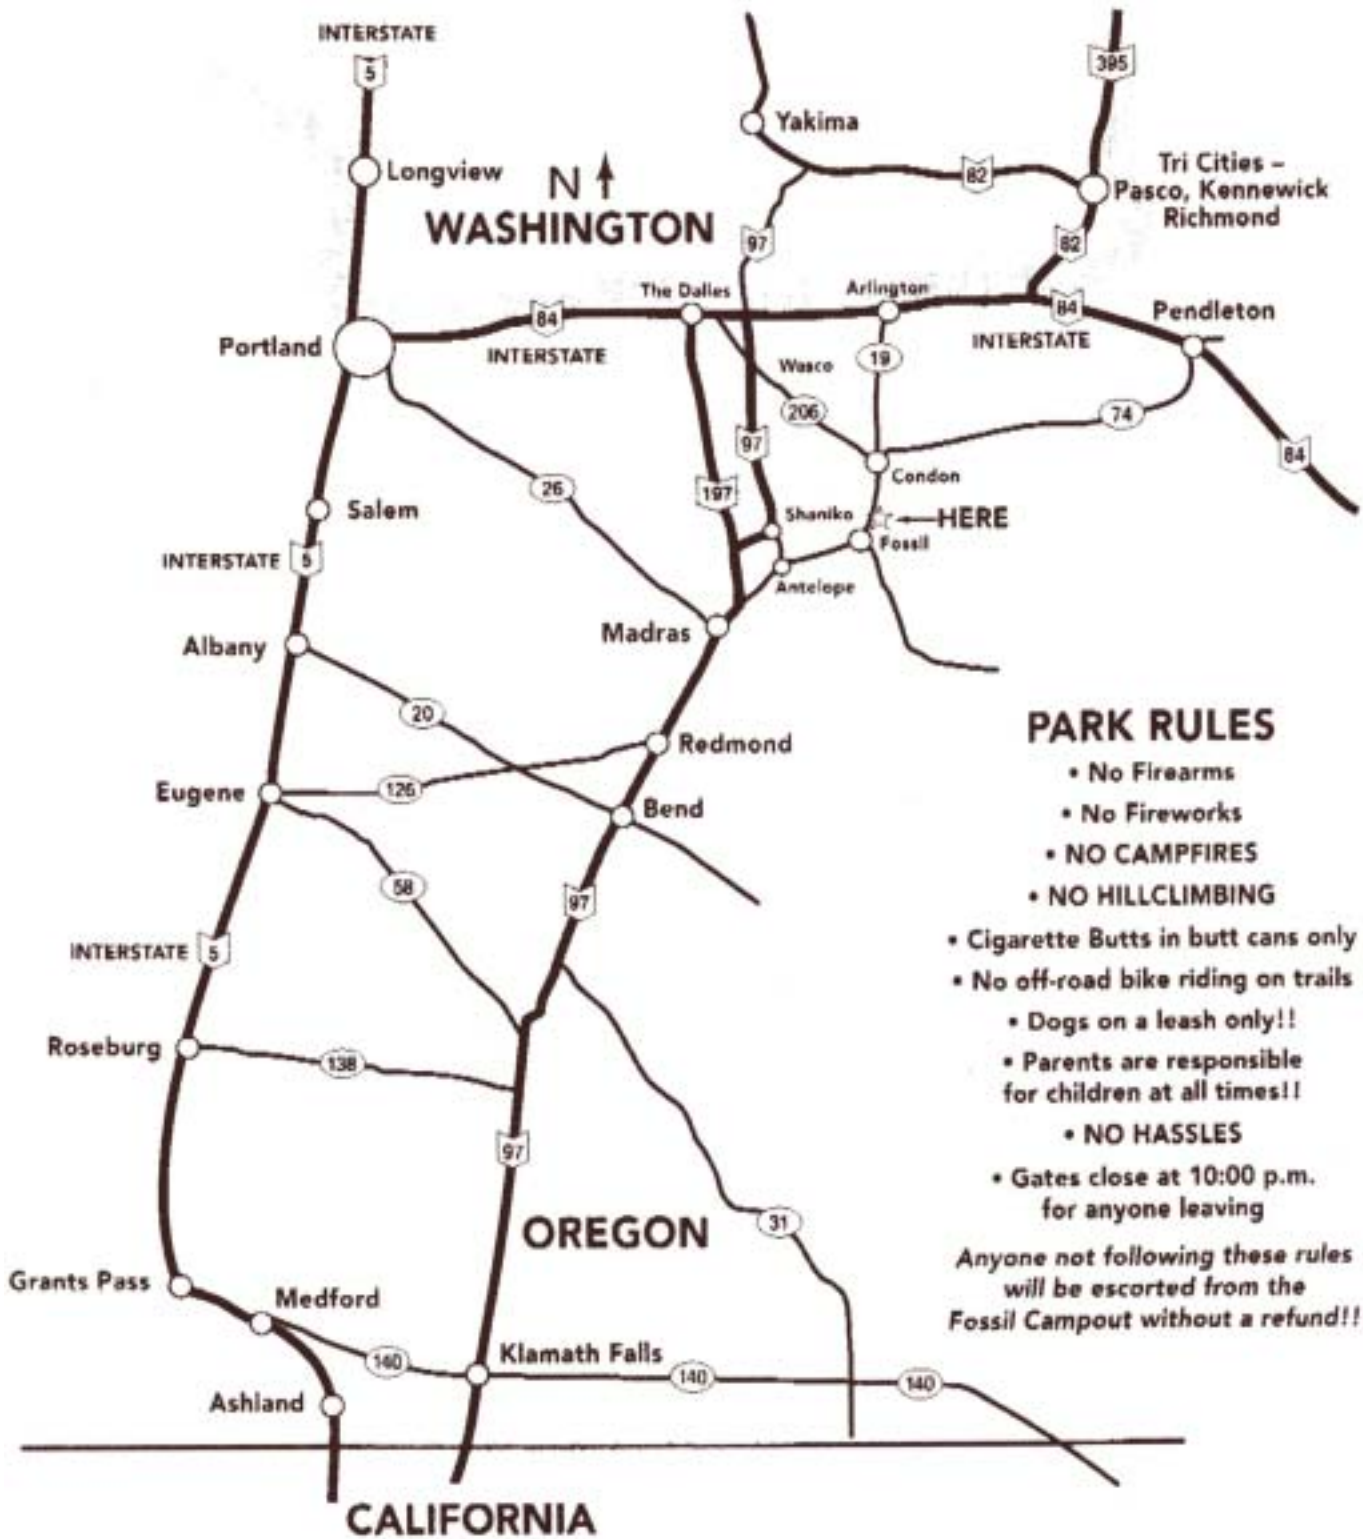 INTERSTATE
5
395
Yakima
Longview
N
WASHINGTON
82
Tri Cities –
Pasco, Kennewick
Richmond
97
82
The Dalles
Arlington
84
INTERSTATE
84
INTERSTATE
Pendleton
Portland
Wasco
19
206
74
97
84
Condon
26
197
Salem
Shaniko
HERE
Fossil
INTERSTATE 5
Antelope
Madras
Albany
20
Redmond
Eugene
126
Bend
58
97
INTERSTATE 5
Roseburg
138
97
OREGON
31
Grants Pass
Medford
140
Klamath Falls
140
140
Ashland
CALIFORNIA
PARK RULES
• No Firearms
• No Fireworks
• NO CAMPFIRES
• NO HILLCLIMBING
• Cigarette Butts in butt cans only
• No off-road bike riding on trails
• Dogs on a leash only!!
• Parents are responsible
for children at all times!!
• NO HASSLES
• Gates close at 10:00 p.m.
for anyone leaving
Anyone not following these rules
will be escorted from the
Fossil Campout without a refund!!